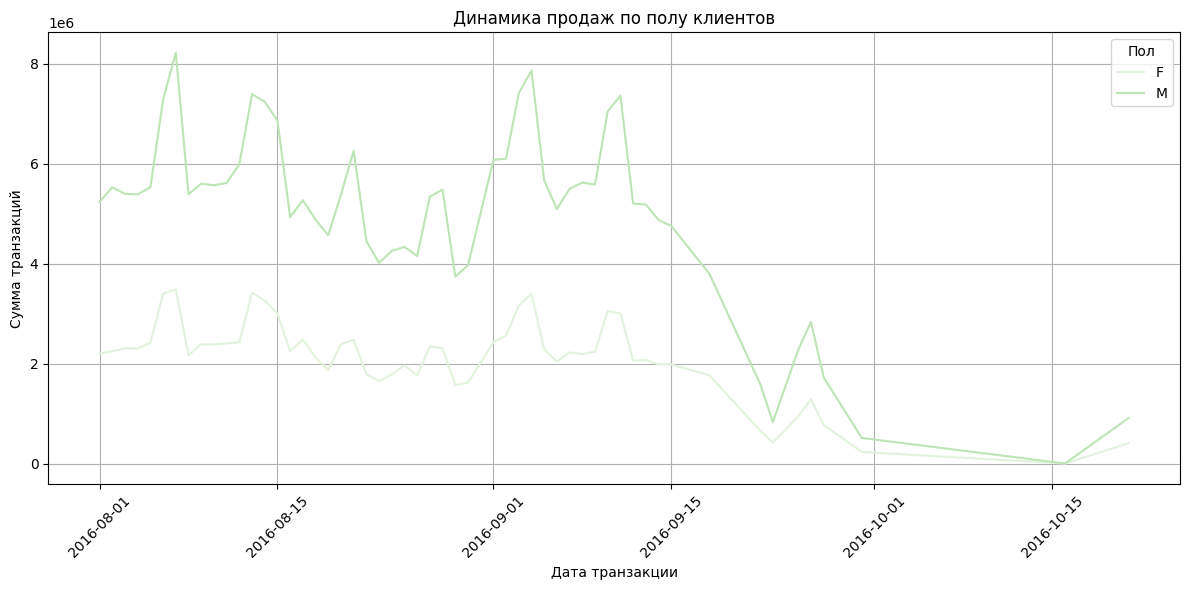 Динамика продаж по полу клиентов
1e6
8
6
4
2
0
Сумма транзакций
Пол
F
M
2016-08-01
2016-08-15
2016-09-01
2016-09-15
2016-10-01
2016-10-15
Дата транзакции